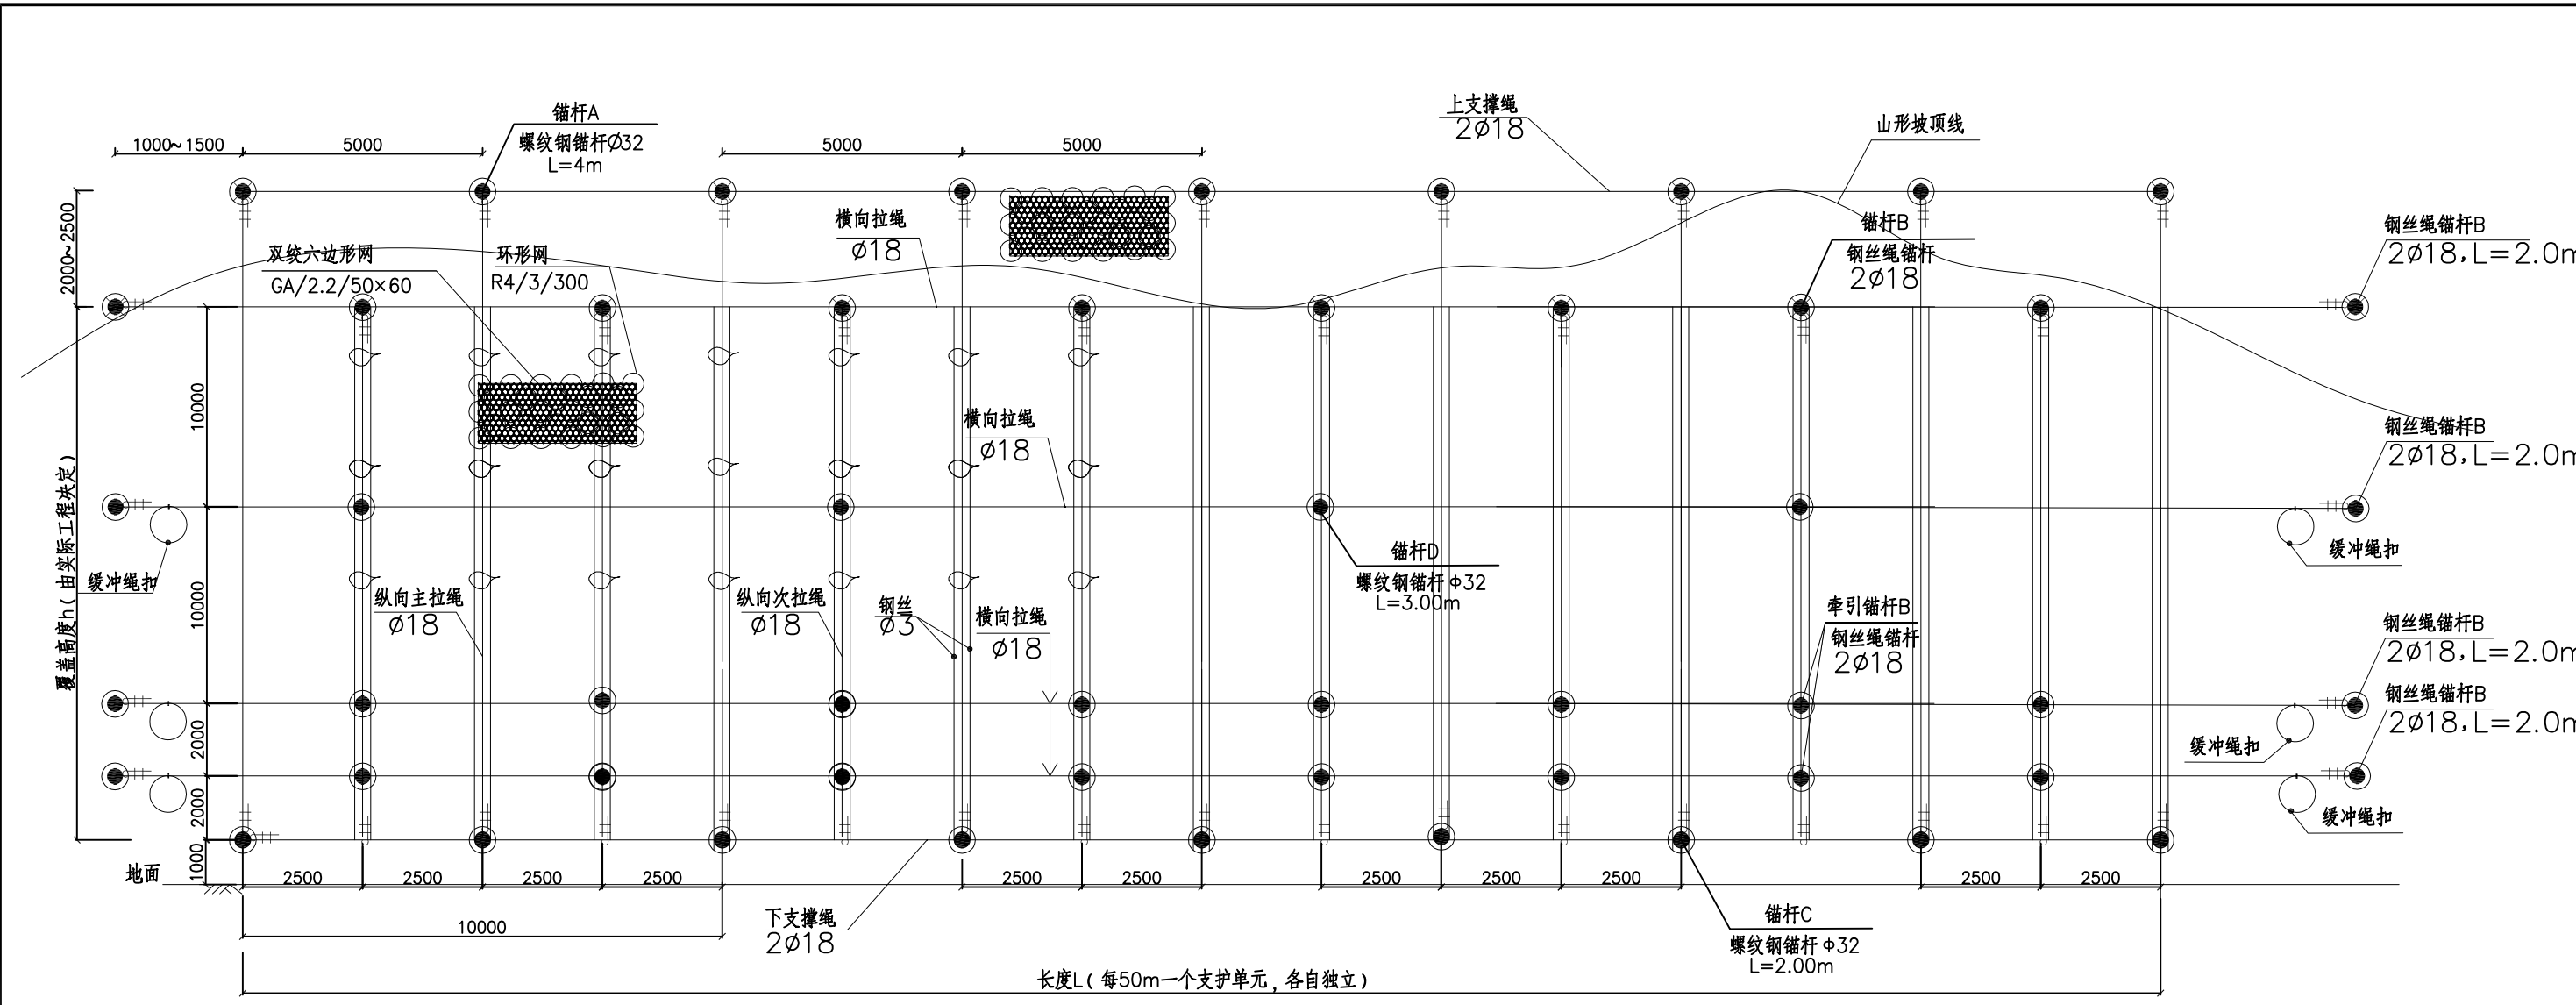 锚杆A
螺纹钢锚杆Ø32
L=4m
上支撑绳
2ø18
山形坡顶线
1000~1500
5000
5000
5000
2000~2500
横向拉绳
ø18
锚杆B
钢丝绳锚杆
2ø18
钢丝绳锚杆B
2ø18,L=2.0m
双绞六边形网
GA/2.2/50×60
环形网
R4/3/300
10000
横向拉绳
ø18
钢丝绳锚杆B
2ø18,L=2.0m
覆盖高度h(由实际工程决定)
缓冲绳扣
锚杆D
螺纹钢锚杆ф32
L=3.00m
缓冲绳扣
10000
纵向主拉绳
ø18
纵向次拉绳
ø18
钢丝
ø3
横向拉绳
ø18
牵引锚杆B
钢丝绳锚杆
2ø18
钢丝绳锚杆B
2ø18,L=2.0m
钢丝绳锚杆B
2ø18,L=2.0m
2000
缓冲绳扣
2000
缓冲绳扣
1000
地面
2500
2500
2500
2500
2500
2500
2500
2500
2500
2500
2500
10000
下支撑绳
2ø18
锚杆C
螺纹钢锚杆ф32
L=2.00m
长度L(每50m一个支护单元,各自独立)